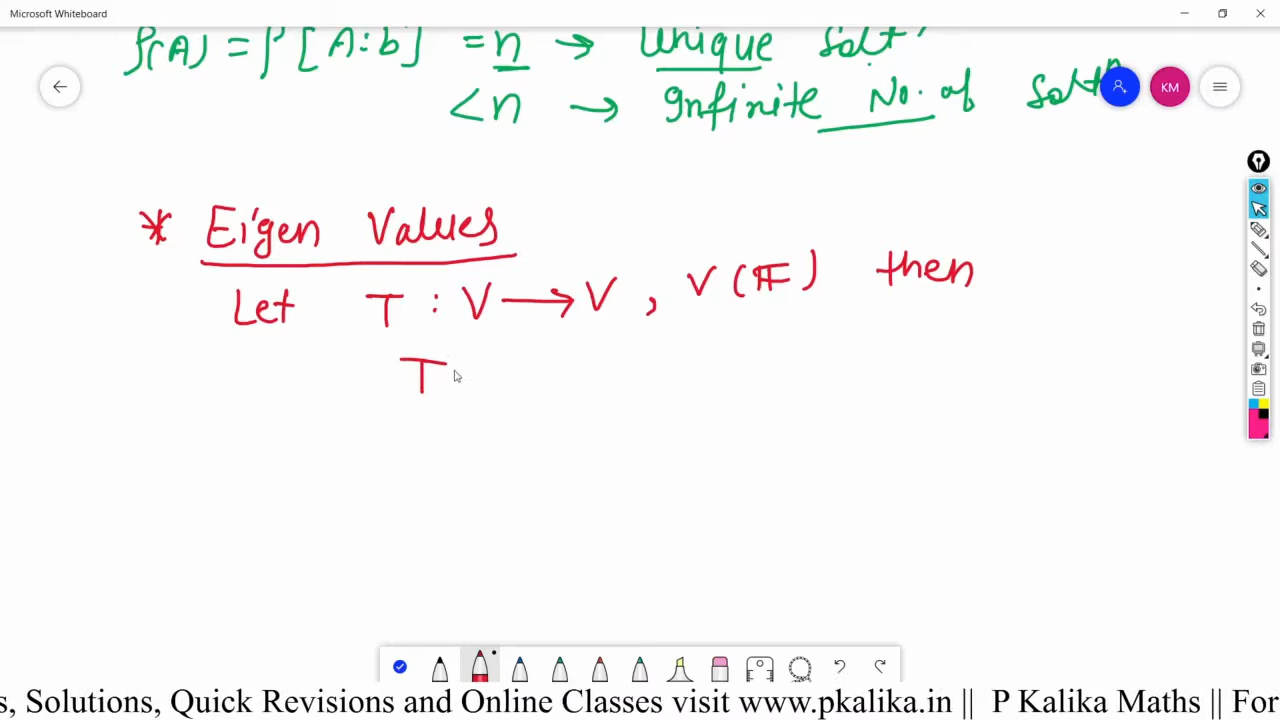 Microsoft Whiteboard
ρ(A) = ρ[A:b] = n → Unique Solt^n
< n → Infinite No. of Solt^n
KM
* Eigen Values
Let T : V → V , V(F) then
T
s, Solutions, Quick Revisions and Online Classes visit www.pkalika.in || P Kalika Maths || For